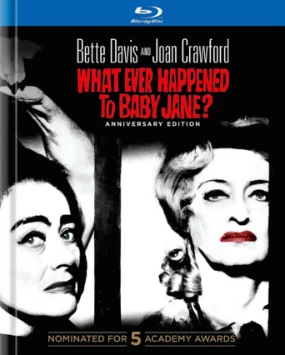 Blu-ray Disc
Bette Davis AND Joan Crawford
WHAT EVER HAPPENED
TO BABY JANE?
ANNIVERSARY EDITION
NOMINATED FOR 5 ACADEMY AWARDS